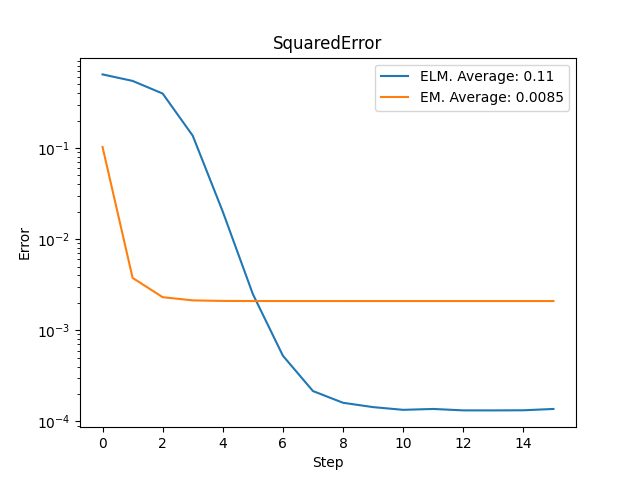 SquaredError
ELM. Average: 0.11
EM. Average: 0.0085
Error
10⁻¹
10⁻²
10⁻³
10⁻⁴
0 2 4 6 8 10 12 14
Step